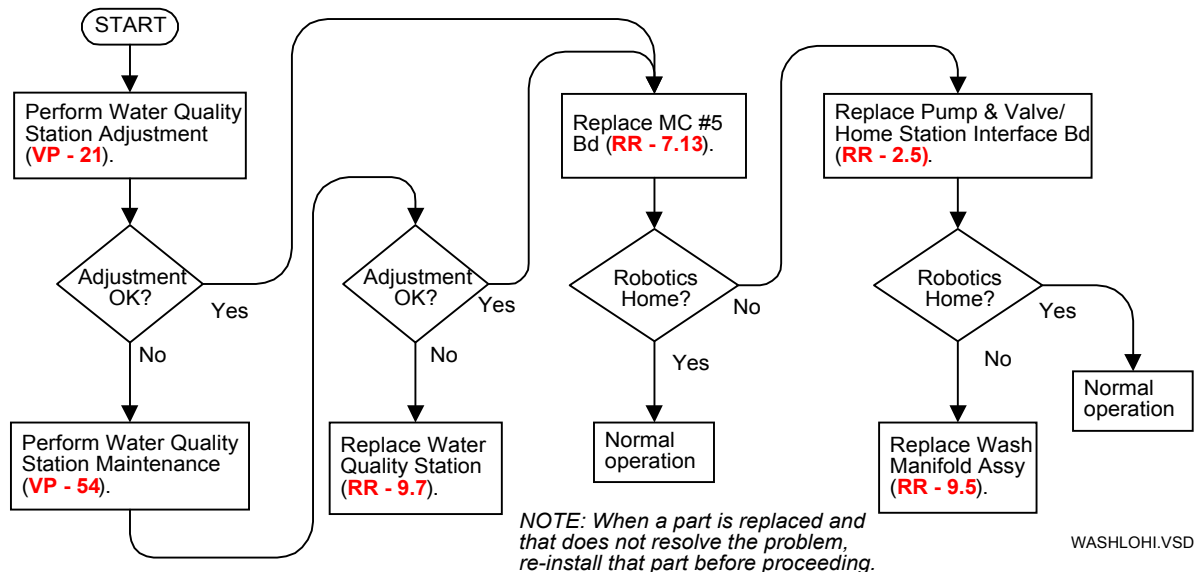 START
Perform Water Quality
Station Adjustment
(VP - 21).
Adjustment
OK?
Yes
No
Perform Water Quality
Station Maintenance
(VP - 54).
Adjustment
OK?
Yes
No
Replace Water
Quality Station
(RR - 9.7).
Replace MC #5
Bd (RR - 7.13).
Robotics
Home?
No
Yes
Normal
operation
Replace Pump & Valve/
Home Station Interface Bd
(RR - 2.5).
Robotics
Home?
Yes
No
Normal
operation
Replace Wash
Manifold Assy
(RR - 9.5).
NOTE: When a part is replaced and
that does not resolve the problem,
re-install that part before proceeding.
WASHLOHI.VSD